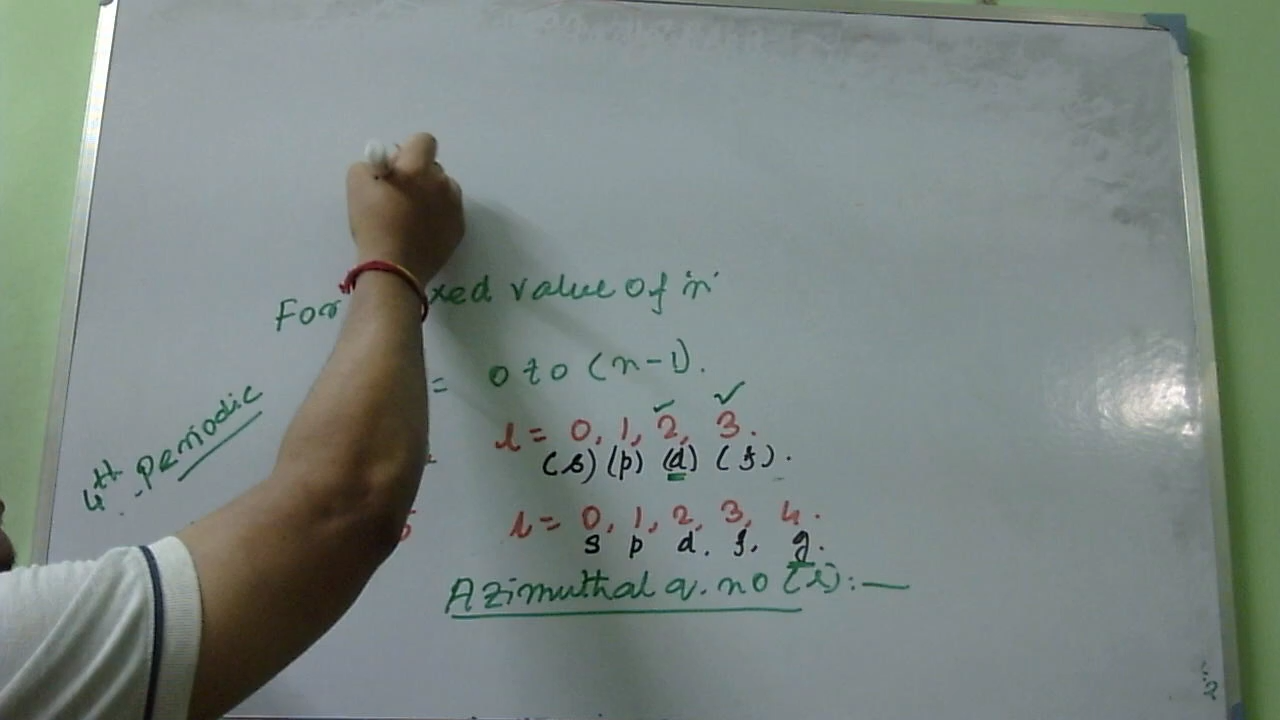 For xed value of 'n'
= 0 to (n-1).
4th periodic
l = 0, 1, 2, 3.
(s) (p) (d) (f).
5 l = 0, 1, 2, 3, 4.
s p d. f. g.
Azimuthal q. no (l):—